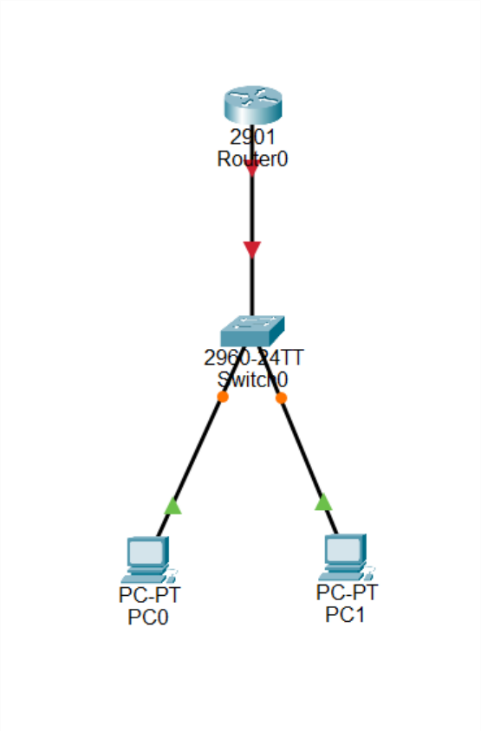 2901
Router0
2960-24TT
Switch0
PC-PT
PC0
PC-PT
PC1